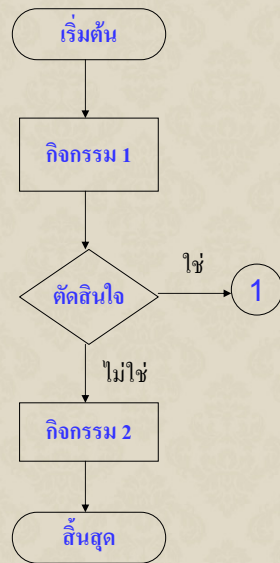 เริ่มต้น
กิจกรรม 1
ตัดสินใจ
ใช่
1
ไม่ใช่
กิจกรรม 2
สิ้นสุด